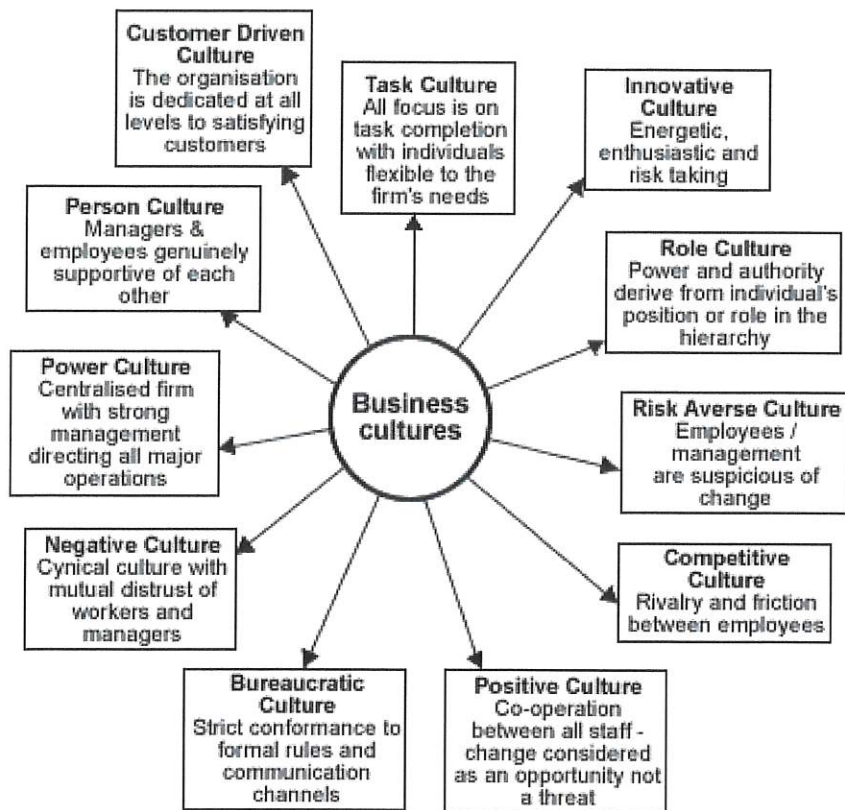 Customer Driven
Culture
The organisation
is dedicated at all
levels to satisfying
customers
Task Culture
All focus is on
task completion
with individuals
flexible to the
firm's needs
Innovative
Culture
Energetic,
enthusiastic and
risk taking
Person Culture
Managers &
employees genuinely
supportive of each
other
Role Culture
Power and authority
derive from individual's
position or role in the
hierarchy
Power Culture
Centralised firm
with strong
management
directing all major
operations
Business
cultures
Risk Averse Culture
Employees /
management
are suspicious of
change
Negative Culture
Cynical culture with
mutual distrust of
workers and
managers
Competitive
Culture
Rivalry and friction
between employees
Bureaucratic
Culture
Strict conformance to
formal rules and
communication
channels
Positive Culture
Co-operation
between all staff -
change considered
as an opportunity not
a threat